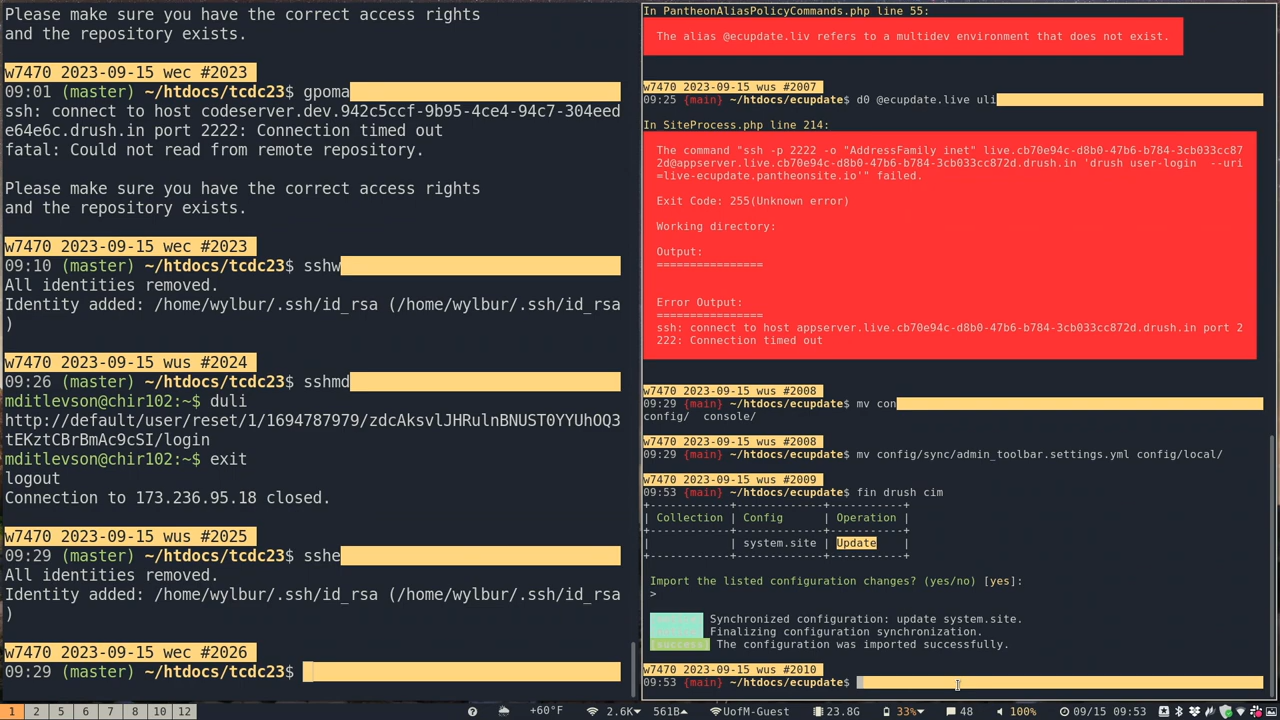 Please make sure you have the correct access rights
and the repository exists.
w7470 2023-09-15 wec #2023
09:01 (master) ~/htdocs/tcdc23$ gpoma
ssh: connect to host codeserver.dev.942c5ccf-9b95-4ce4-94c7-304eed
e64e6c.drush.in port 2222: Connection timed out
fatal: Could not read from remote repository.
Please make sure you have the correct access rights
and the repository exists.
w7470 2023-09-15 wec #2023
09:10 (master) ~/htdocs/tcdc23$ sshw
All identities removed.
Identity added: /home/wylbur/.ssh/id_rsa (/home/wylbur/.ssh/id_rsa
)
w7470 2023-09-15 wus #2024
09:26 (master) ~/htdocs/tcdc23$ sshmd
mditlevson@chir102:~$ duli
http://default/user/reset/1/1694787979/zdcAksvlJHRulnBNUST0YYUhOQ3
tEKztCBrBmAc9cSI/login
mditlevson@chir102:~$ exit
logout
Connection to 173.236.95.18 closed.
w7470 2023-09-15 wus #2025
09:29 (master) ~/htdocs/tcdc23$ sshe
All identities removed.
Identity added: /home/wylbur/.ssh/id_rsa (/home/wylbur/.ssh/id_rsa
)
w7470 2023-09-15 wec #2026
09:29 (master) ~/htdocs/tcdc23$
In PantheonAliasPolicyCommands.php line 55:
The alias @ecupdate.liv refers to a multidev environment that does not exist.
w7470 2023-09-15 wus #2007
09:25 {main} ~/htdocs/ecupdate$ d0 @ecupdate.live uli
In SiteProcess.php line 214:
The command "ssh -p 2222 -o "AddressFamily inet" live.cb70e94c-d8b0-47b6-b784-3cb033cc87
2d@appserver.live.cb70e94c-d8b0-47b6-b784-3cb033cc872d.drush.in 'drush user-login --uri
=live-ecupdate.pantheonsite.io'" failed.
Exit Code: 255(Unknown error)
Working directory:
Output:
================
Error Output:
================
ssh: connect to host appserver.live.cb70e94c-d8b0-47b6-b784-3cb033cc872d.drush.in port 2
222: Connection timed out
w7470 2023-09-15 wus #2008
09:29 {main} ~/htdocs/ecupdate$ mv con
config/ console/
w7470 2023-09-15 wus #2008
09:29 {main} ~/htdocs/ecupdate$ mv config/sync/admin_toolbar.settings.yml config/local/
w7470 2023-09-15 wus #2009
09:53 {main} ~/htdocs/ecupdate$ fin drush cim
+------------+-------------+-----------+
| Collection | Config | Operation |
+------------+-------------+-----------+
| | system.site | Update |
+------------+-------------+-----------+
Import the listed configuration changes? (yes/no) [yes]:
>
Synchronized configuration: update system.site.
Finalizing configuration synchronization.
[success] The configuration was imported successfully.
w7470 2023-09-15 wus #2010
09:53 {main} ~/htdocs/ecupdate$
1 2 5 6 7 8 10 12 +60°F 2.6K 561B UofM-Guest 23.8G 33% 48 100% 09/15 09:53